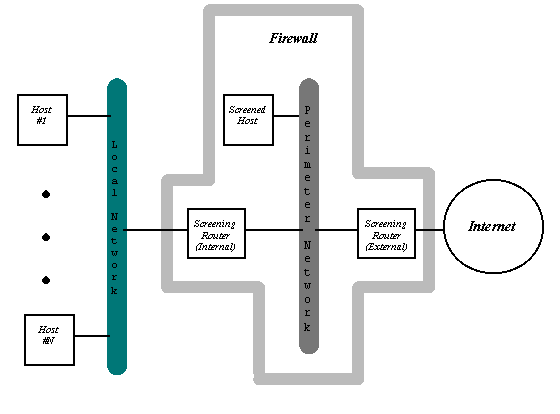 Firewall
Host
#1
Screened
Host
Local Network
Perimeter Network
Screening
Router
(Internal)
Screening
Router
(External)
Internet
Host
#N